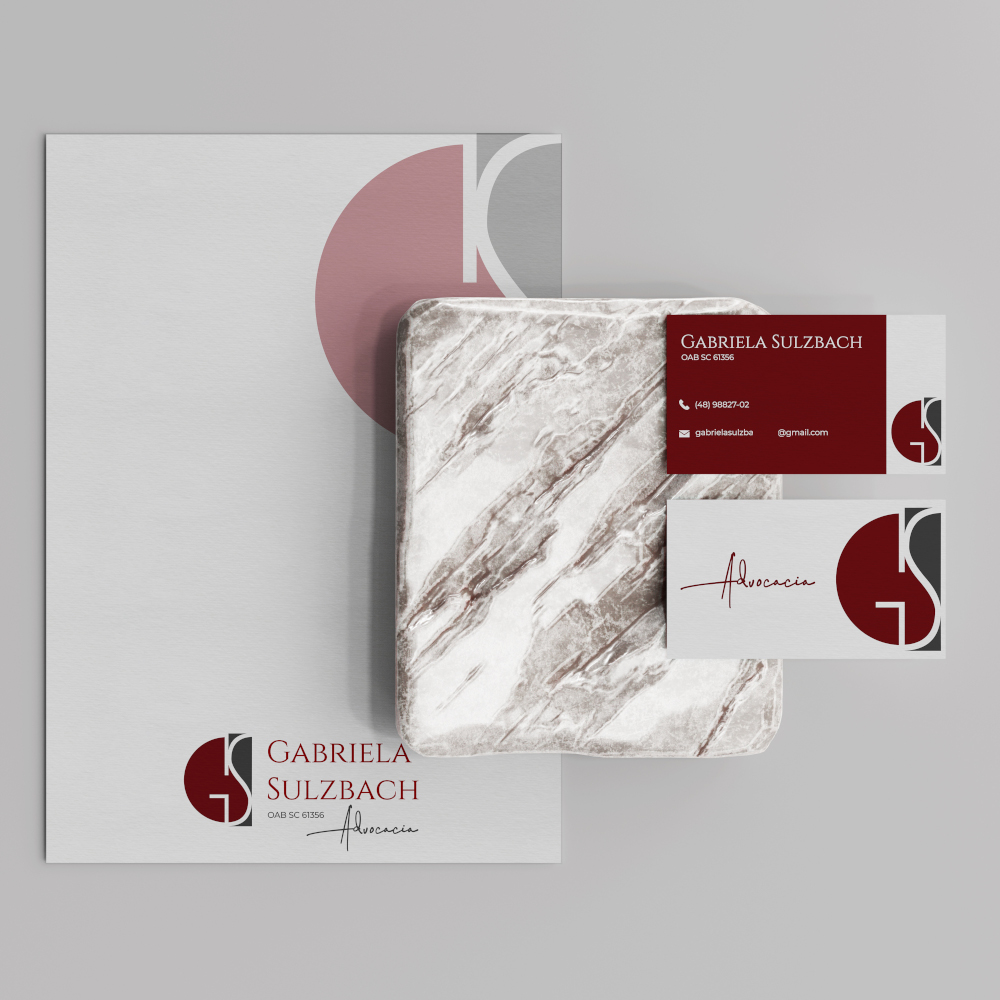 GABRIELA SULZBACH
OAB SC 61356
(48) 98827-02
gabrielasulzba @gmail.com
Advocacia
GABRIELA
SULZBACH
OAB SC 61356
Advocacia